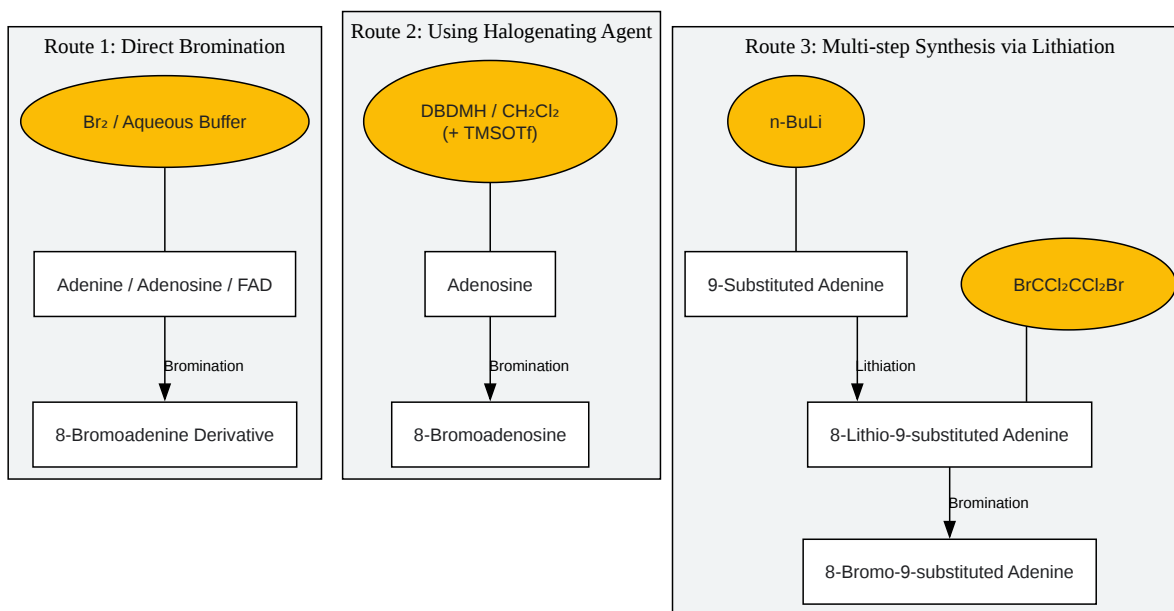 Route 1: Direct Bromination
Br₂ / Aqueous Buffer
Adenine / Adenosine / FAD
Bromination
8-Bromoadenine Derivative
Route 2: Using Halogenating Agent
DBDMH / CH₂Cl₂
(+ TMSOTf)
Adenosine
Bromination
8-Bromoadenosine
Route 3: Multi-step Synthesis via Lithiation
n-BuLi
9-Substituted Adenine
BrCCl₂CCl₂Br
Lithiation
8-Lithio-9-substituted Adenine
Bromination
8-Bromo-9-substituted Adenine